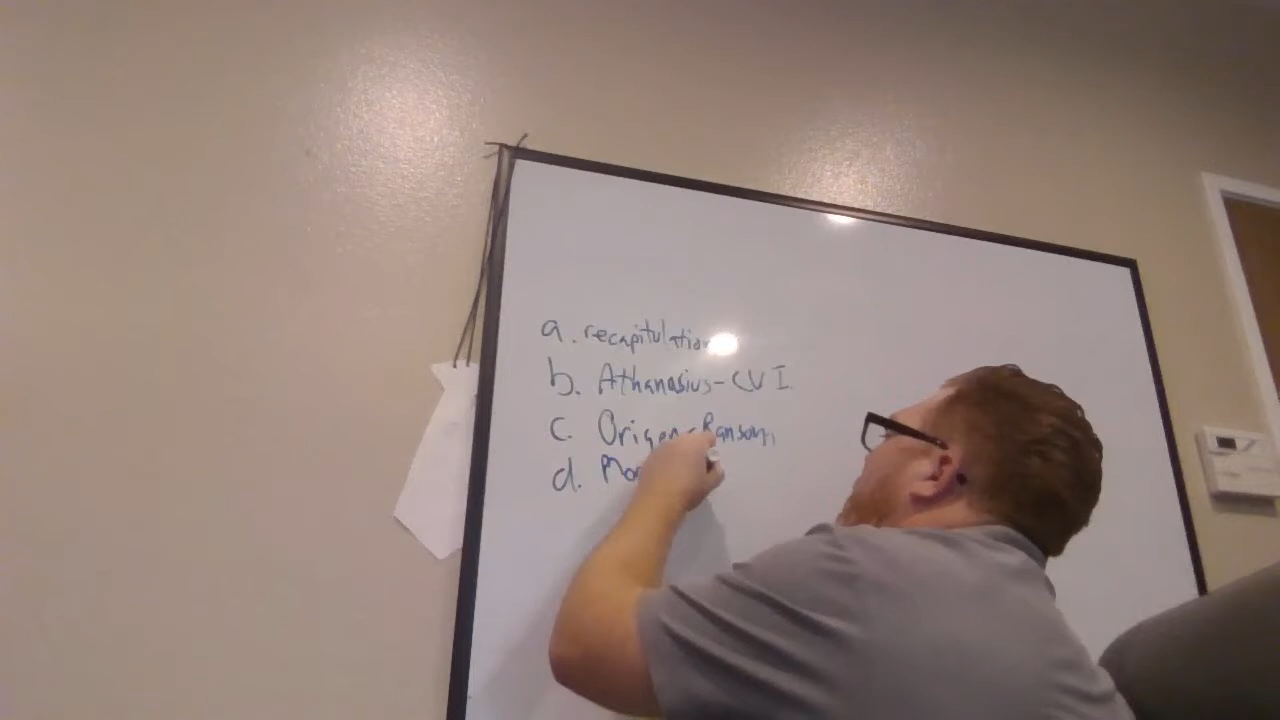 a. recapitulation
b. Athanasius - CVI
c. Origen - Ransom
d.